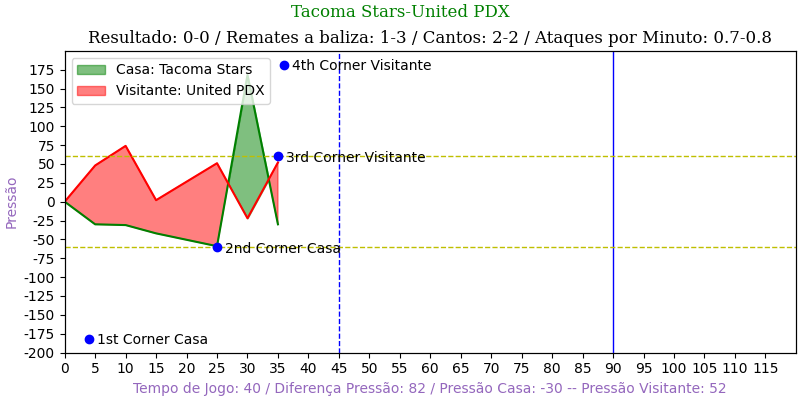 Tacoma Stars-United PDX
Resultado: 0-0 / Remates a baliza: 1-3 / Cantos: 2-2 / Ataques por Minuto: 0.7-0.8
Casa: Tacoma Stars
Visitante: United PDX
4th Corner Visitante
3rd Corner Visitante
2nd Corner Casa
1st Corner Casa
Pressão
175
150
125
100
75
50
25
0
-25
-50
-75
-100
-125
-150
-175
-200
0 5 10 15 20 25 30 35 40 45 50 55 60 65 70 75 80 85 90 95 100 105 110 115
Tempo de Jogo: 40 / Diferença Pressão: 82 / Pressão Casa: -30 -- Pressão Visitante: 52